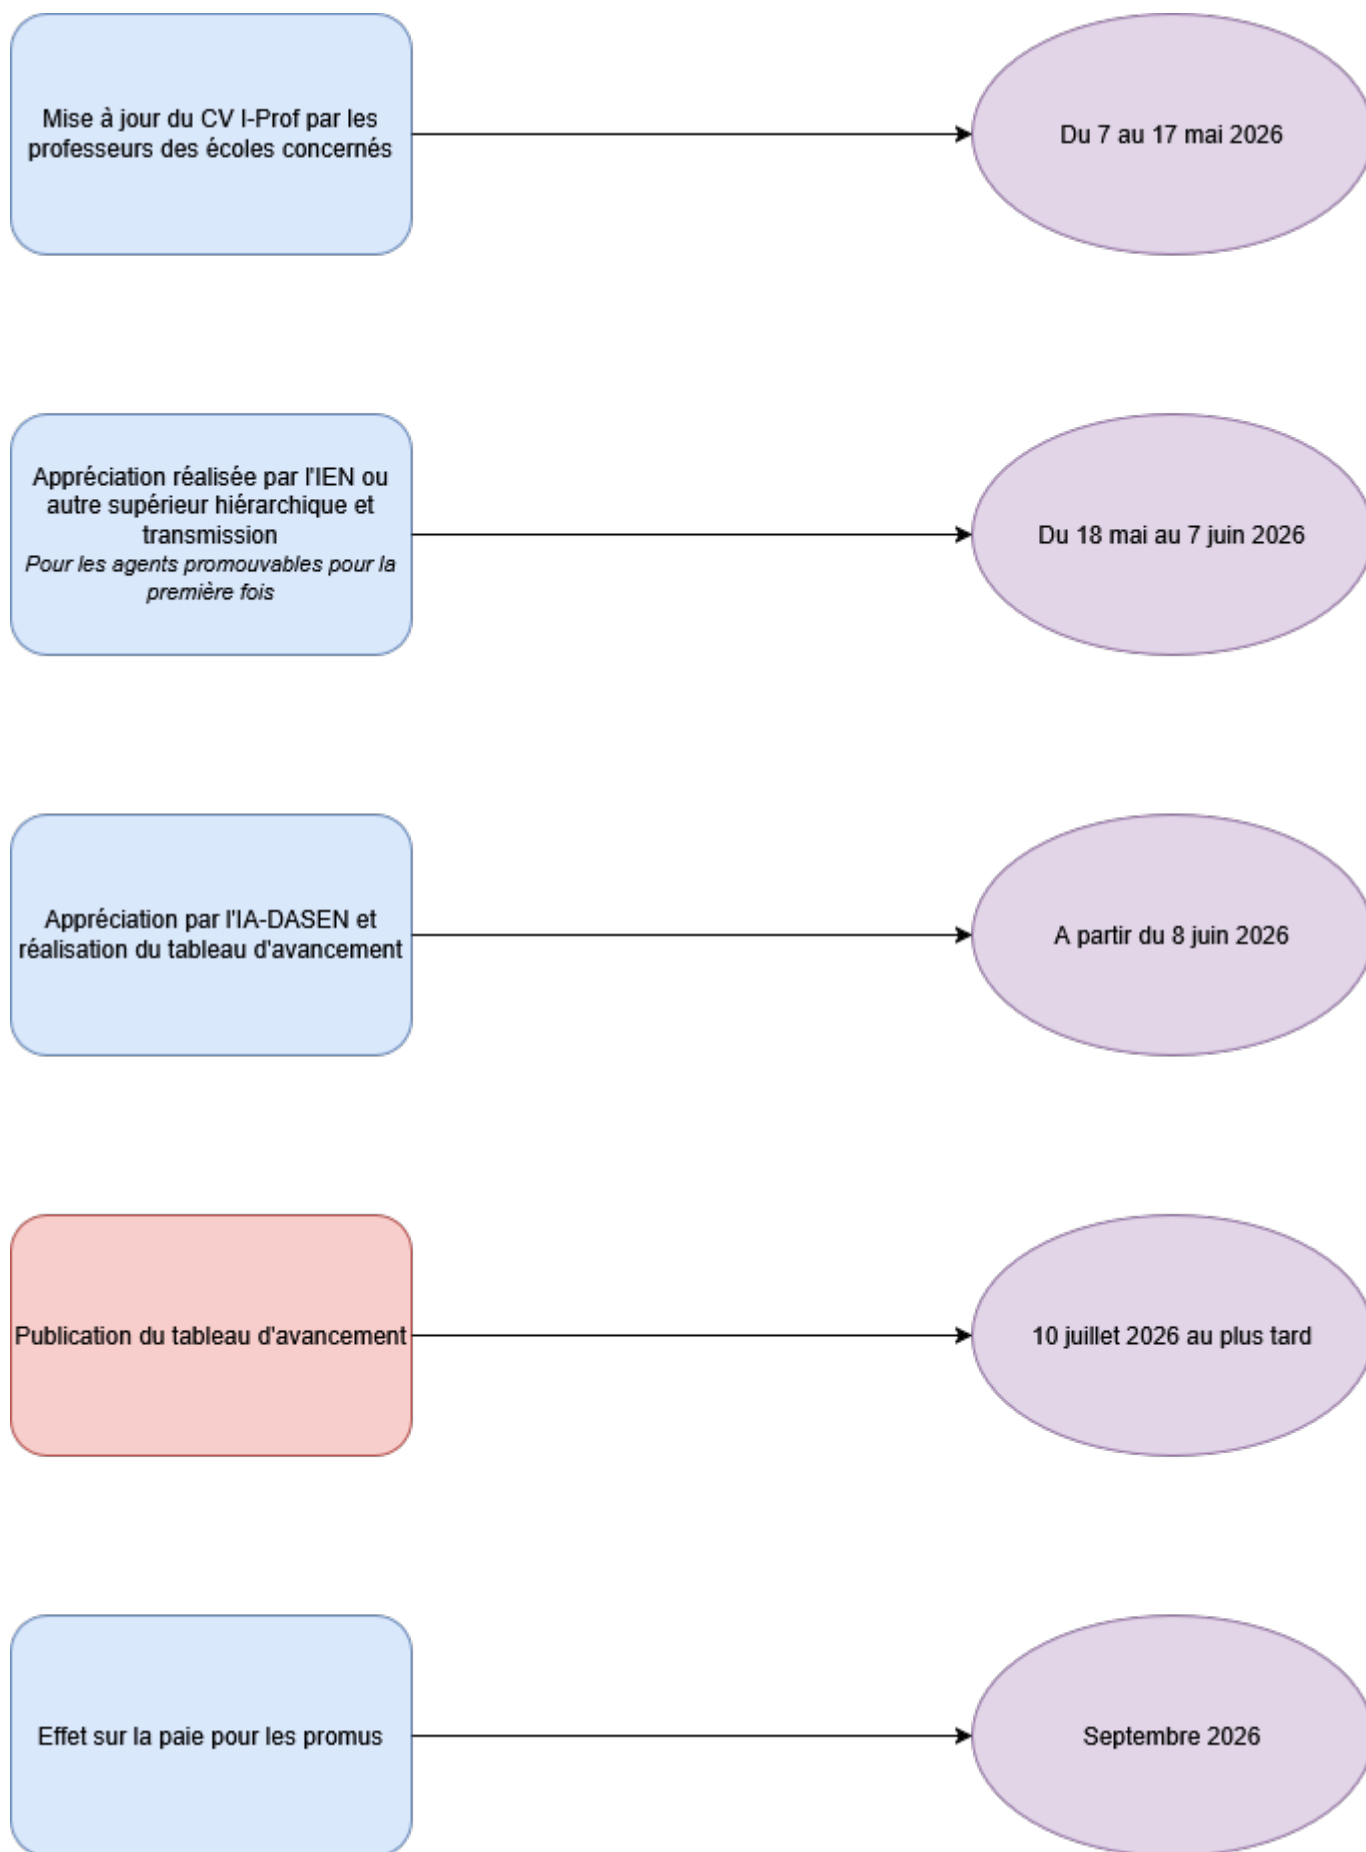 Mise à jour du CV I-Prof par les
professeurs des écoles concernés
Du 7 au 17 mai 2026
Appréciation réalisée par l'IEN ou
autre supérieur hiérarchique et
transmission
Pour les agents promouvables pour la
première fois
Du 18 mai au 7 juin 2026
Appréciation par l'IA-DASEN et
réalisation du tableau d'avancement
A partir du 8 juin 2026
Publication du tableau d'avancement
10 juillet 2026 au plus tard
Effet sur la paie pour les promus
Septembre 2026